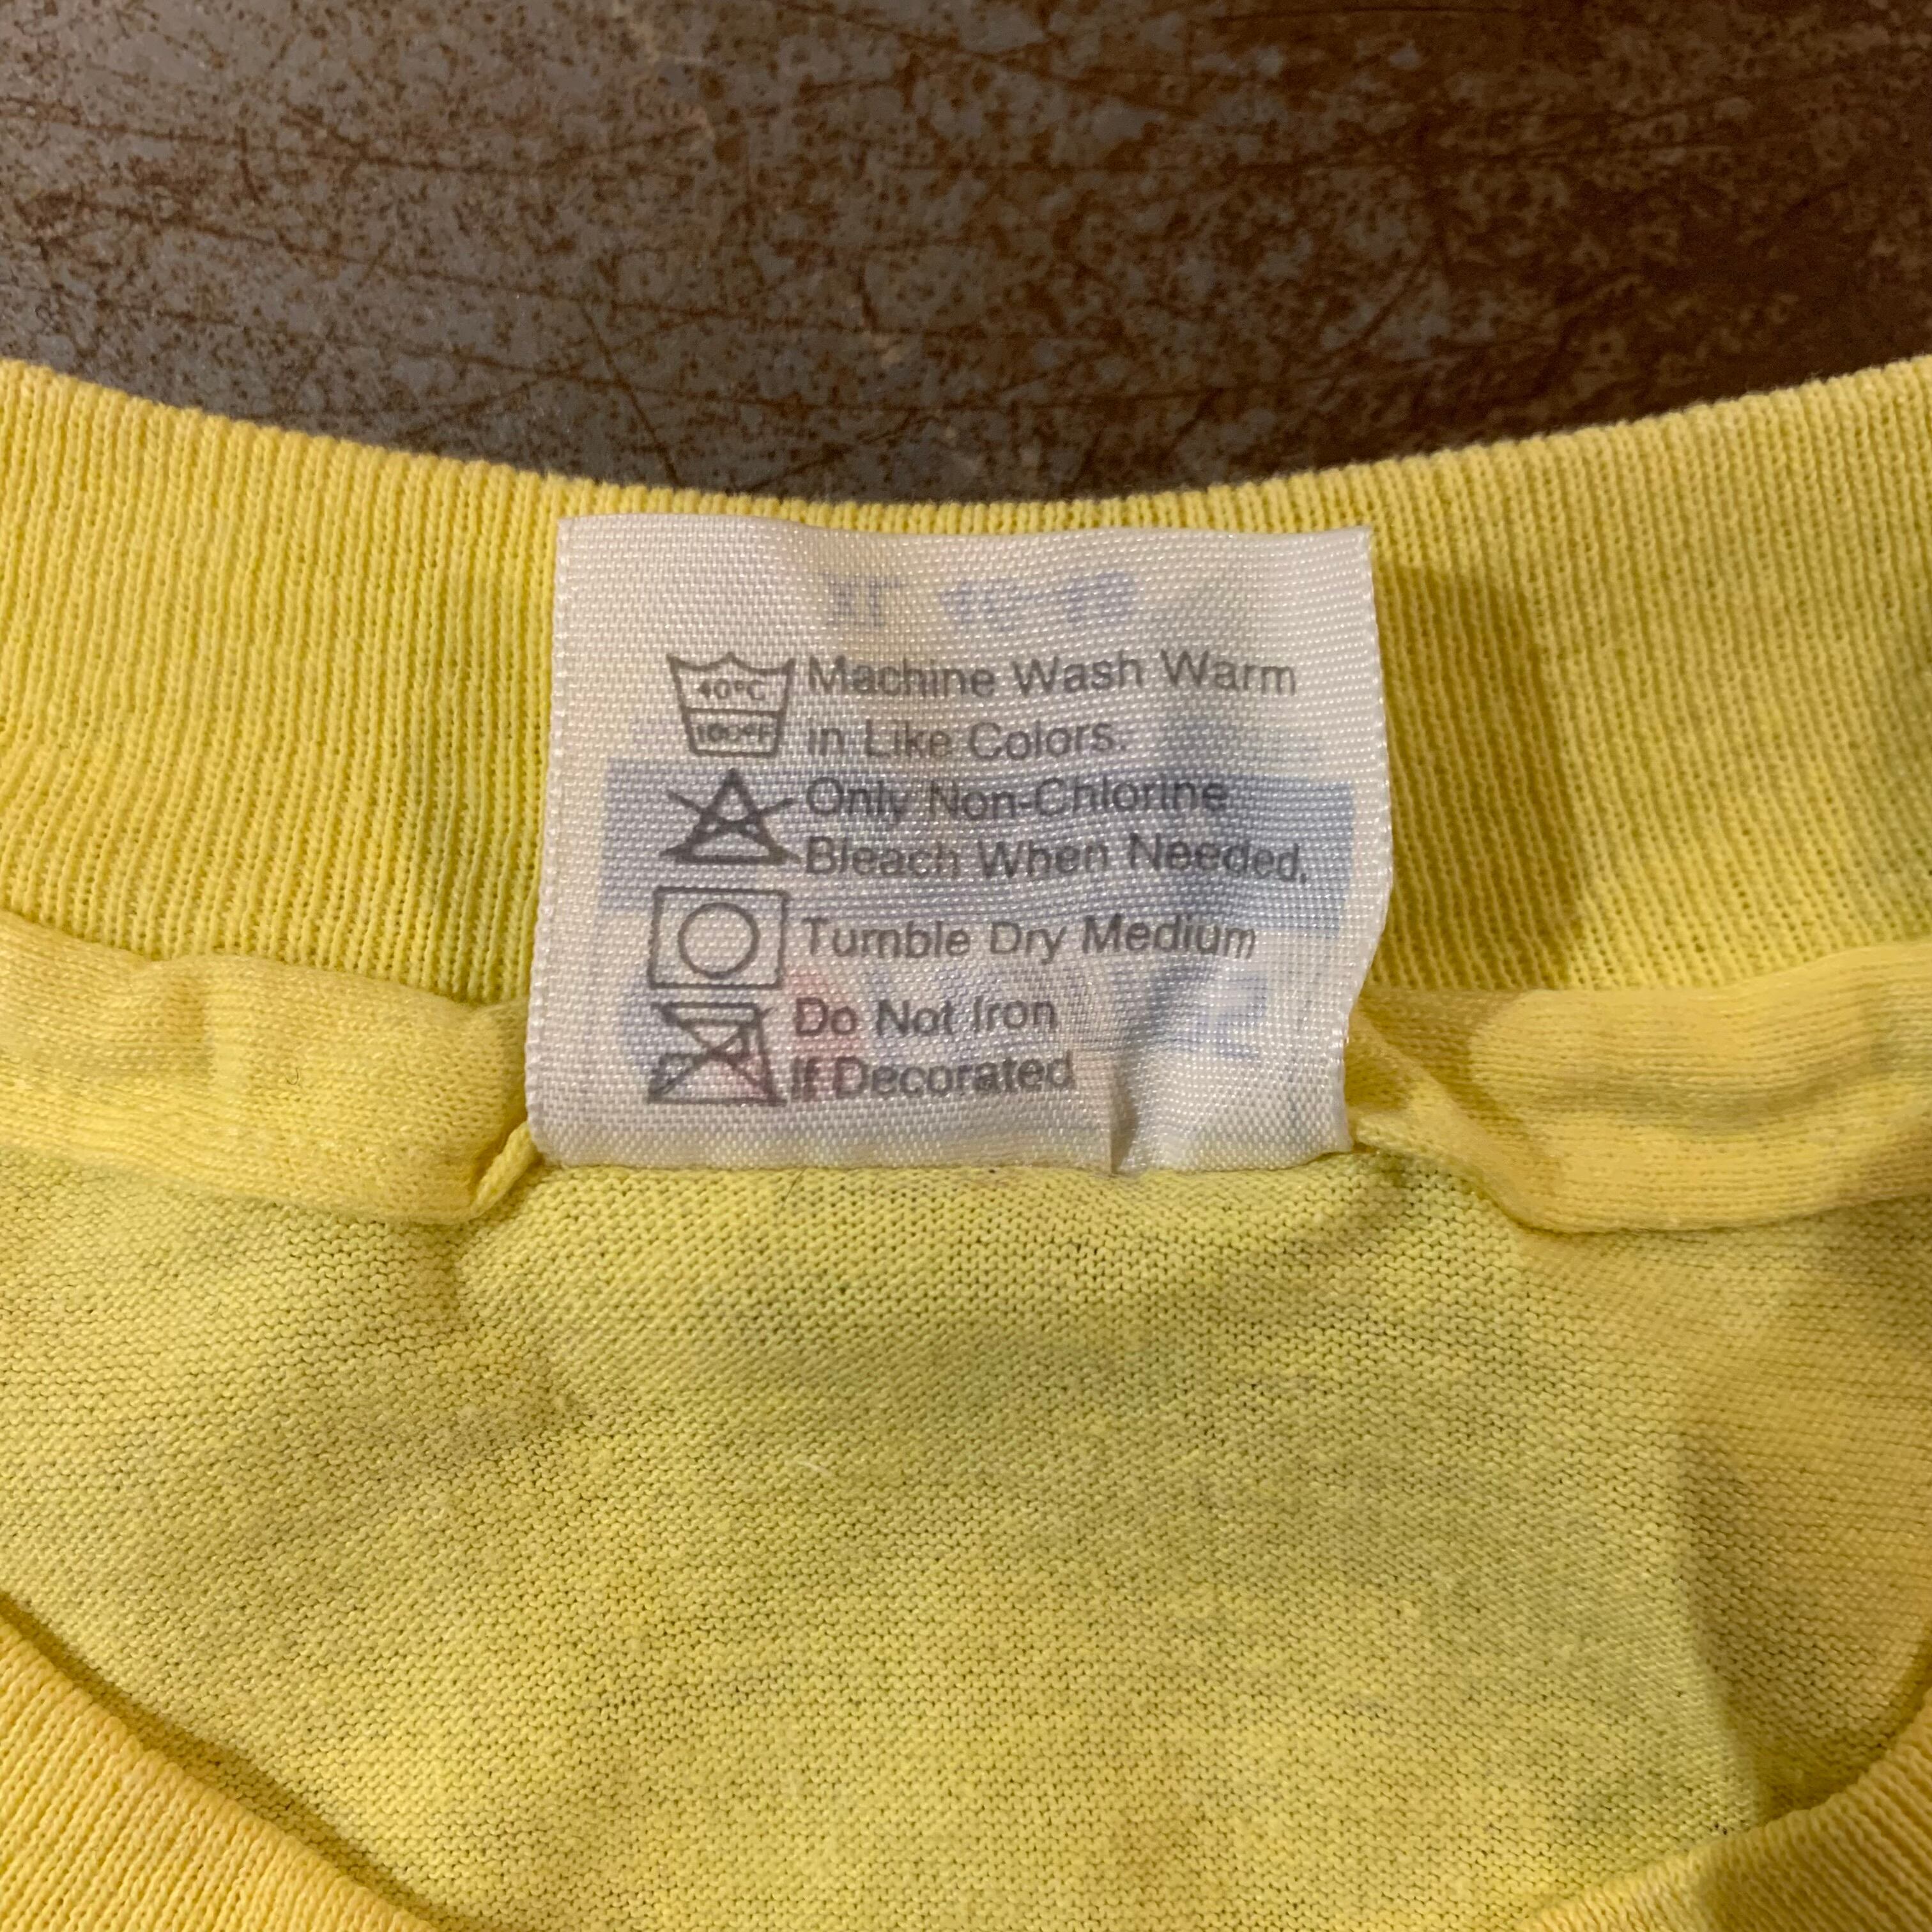 40°C
100°F
Machine Wash Warm
in Like Colors.
Only Non-Chlorine
Bleach When Needed.
Tumble Dry Medium
Do Not Iron
If Decorated